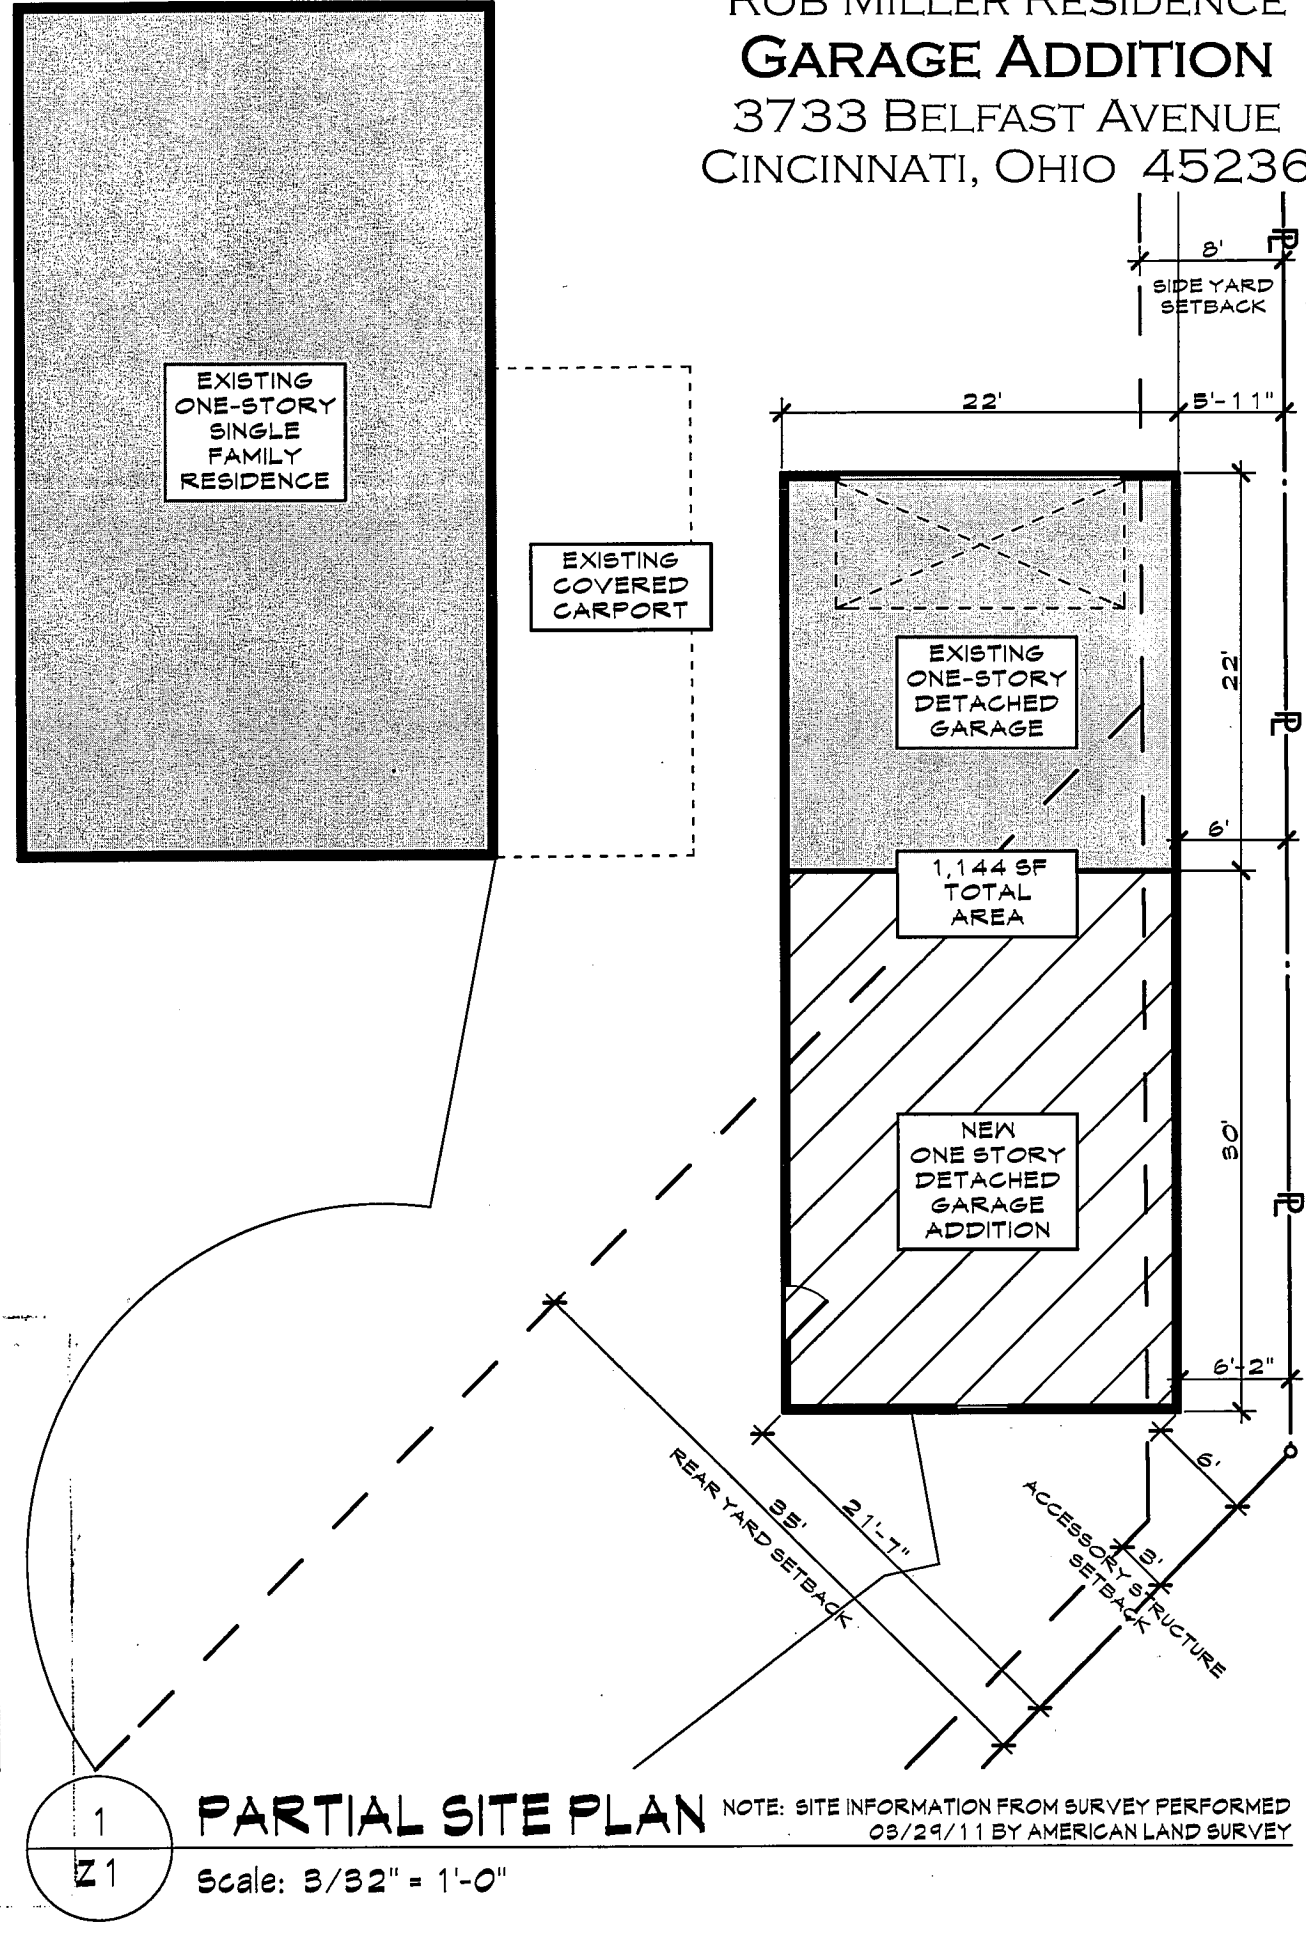 ROB MILLER RESIDENCE
GARAGE ADDITION
3733 BELFAST AVENUE
CINCINNATI, OHIO 45236
PL
8'
SIDE YARD
SETBACK
22'
5'-11"
EXISTING
ONE-STORY
SINGLE
FAMILY
RESIDENCE
EXISTING
COVERED
CARPORT
EXISTING
ONE-STORY
DETACHED
GARAGE
22'
PL
6'
1,144 SF
TOTAL
AREA
NEW
ONE STORY
DETACHED
GARAGE
ADDITION
30'
PL
6'-2"
REAR YARD SETBACK
35'
21'-7"
6'
3'
ACCESSORY STRUCTURE
SETBACK
1
Z1
PARTIAL SITE PLAN
Scale: 3/32" = 1'-0"
NOTE: SITE INFORMATION FROM SURVEY PERFORMED
03/29/11 BY AMERICAN LAND SURVEY